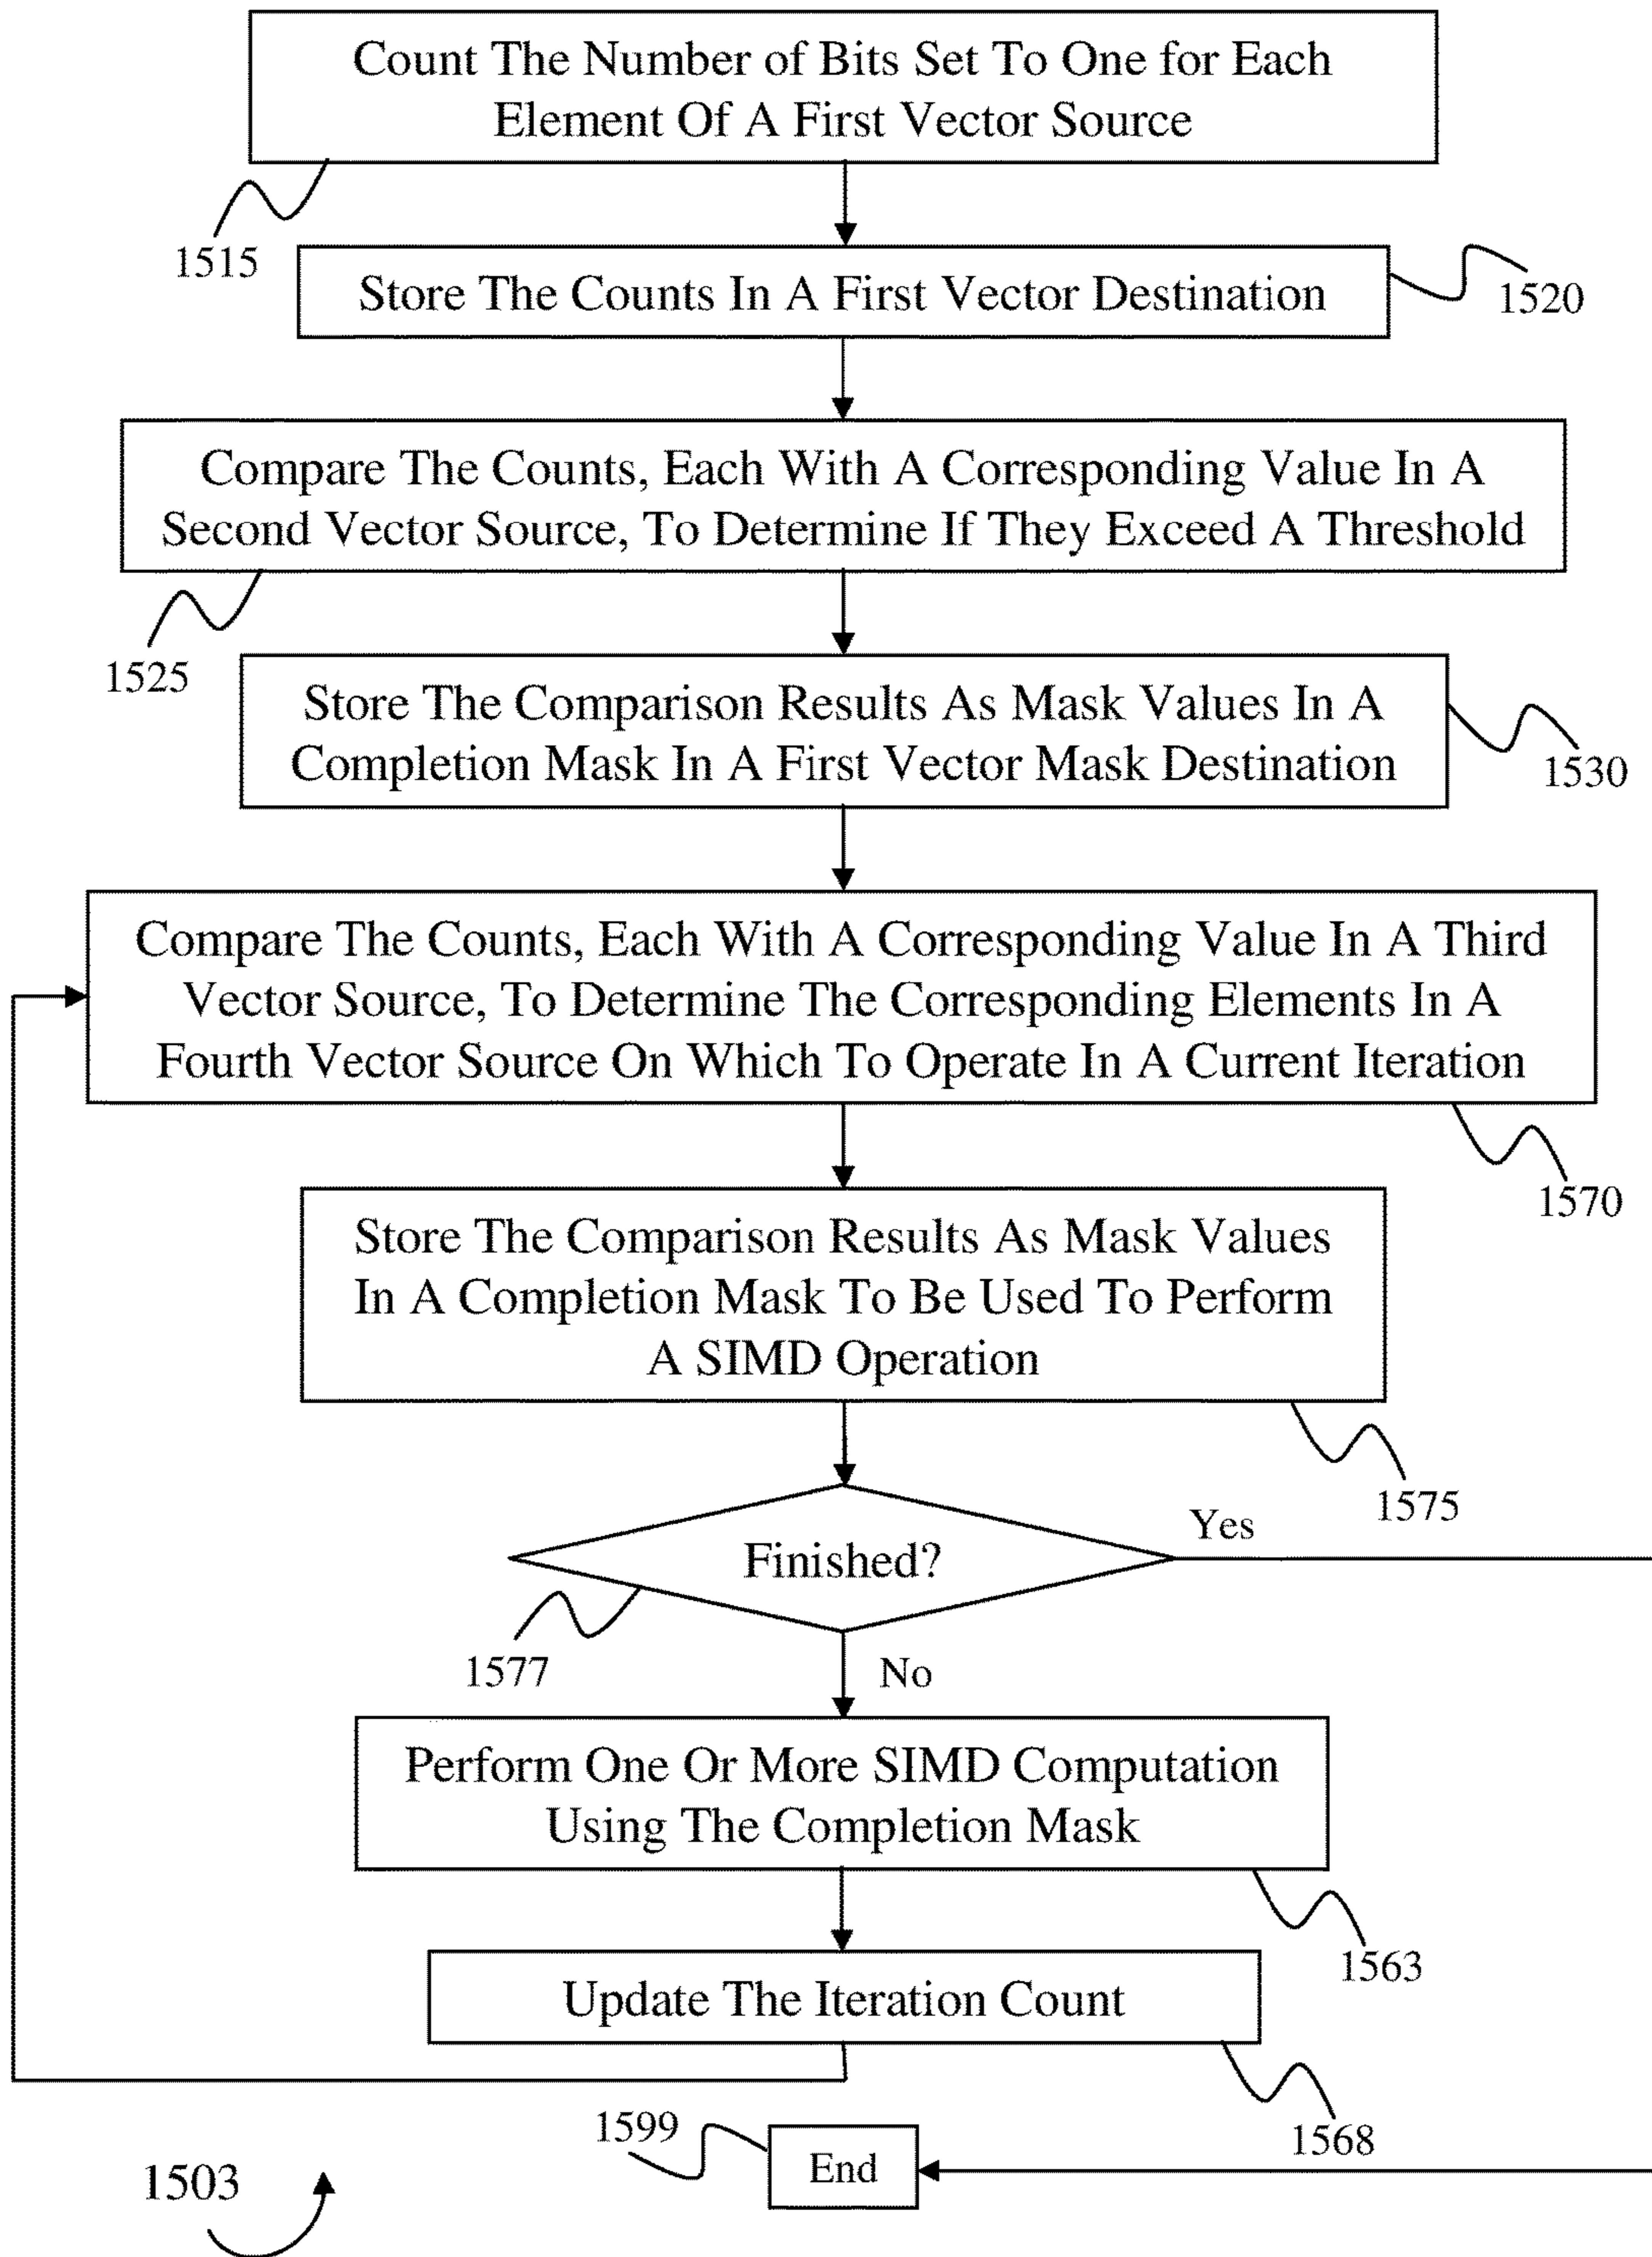 Count The Number of Bits Set To One for Each
Element Of A First Vector Source
1515
Store The Counts In A First Vector Destination
1520
Compare The Counts, Each With A Corresponding Value In A
Second Vector Source, To Determine If They Exceed A Threshold
1525
Store The Comparison Results As Mask Values In A
Completion Mask In A First Vector Mask Destination
1530
Compare The Counts, Each With A Corresponding Value In A Third
Vector Source, To Determine The Corresponding Elements In A
Fourth Vector Source On Which To Operate In A Current Iteration
1570
Store The Comparison Results As Mask Values
In A Completion Mask To Be Used To Perform
A SIMD Operation
1575
Yes
Finished?
1577
No
Perform One Or More SIMD Computation
Using The Completion Mask
1563
Update The Iteration Count
1568
1599
End
1503